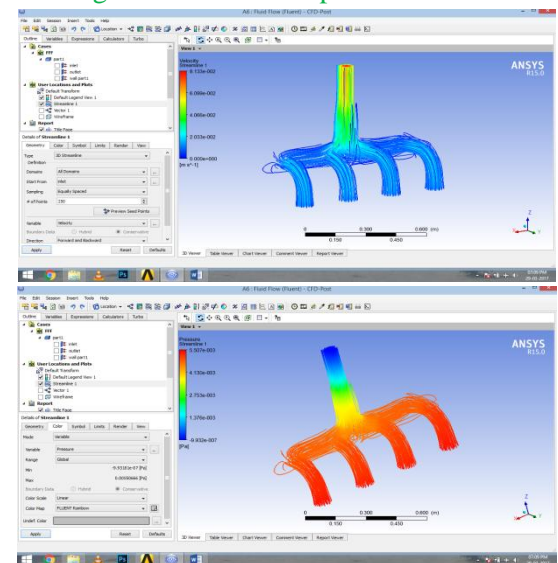 A6 : Fluid Flow (Fluent) - CFD-Post
File Edit Session Insert Tools Help
Location
Outline Variables Expressions Calculators Turbo
Cases
FFF
part1
inlet
outlet
wall part1
User Locations and Plots
Default Transform
Default Legend View 1
Streamline 1
Vector 1
Wireframe
Report
Title Page
Details of Streamline 1
Geometry Color Symbol Limits Render View
Type 3D Streamline
Definition
Domains All Domains
Start From inlet
Sampling Equally Spaced
# of Points 100
Preview Seed Points
Variable Velocity
Boundary Data Hybrid Conservative
Direction Forward and Backward
Apply Reset Defaults
View 1
Velocity
Streamline 1
8.133e-002
6.099e-002
4.066e-002
2.033e-002
0.000e+000
[m s^-1]
ANSYS
R15.0
0 0.300 0.600 (m)
0.150 0.450
3D Viewer Table Viewer Chart Viewer Comment Viewer Report Viewer
A6 : Fluid Flow (Fluent) - CFD-Post
File Edit Session Insert Tools Help
Location
Outline Variables Expressions Calculators Turbo
Cases
FFF
part1
inlet
outlet
wall part1
User Locations and Plots
Default Transform
Default Legend View 1
Streamline 1
Vector 1
Wireframe
Report
Title Page
Details of Streamline 1
Geometry Color Symbol Limits Render View
Mode Variable
Variable Pressure
Range Global
Min
Max
Boundary Data Hybrid Conservative
Color Scale Linear
Color Map FLUENT Rainbow
Undef. Color
Apply Reset Defaults
View 1
Pressure
Streamline 1
5.507e-003
4.130e-003
2.753e-003
1.376e-003
-9.932e-007
[Pa]
ANSYS
R15.0
0 0.300 0.600 (m)
0.150 0.450
3D Viewer Table Viewer Chart Viewer Comment Viewer Report Viewer